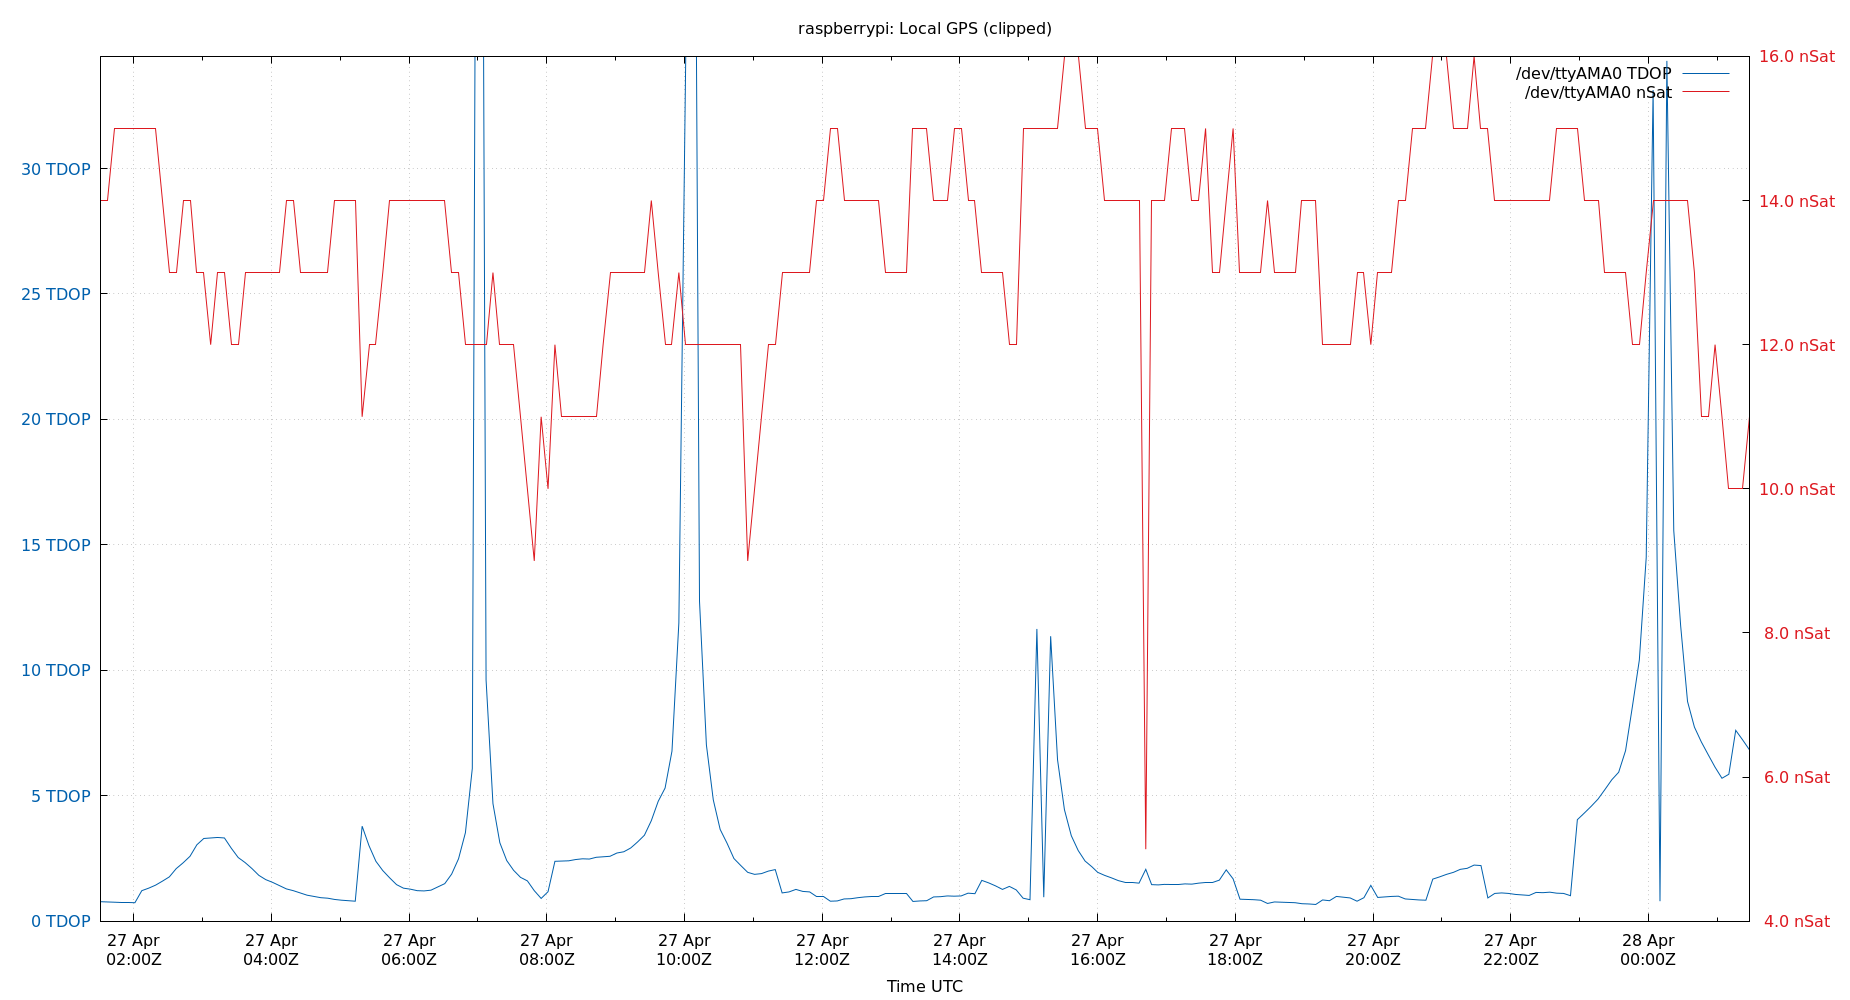 raspberrypi: Local GPS (clipped)
/dev/ttyAMA0 TDOP
/dev/ttyAMA0 nSat
30 TDOP
25 TDOP
20 TDOP
15 TDOP
10 TDOP
5 TDOP
0 TDOP
16.0 nSat
14.0 nSat
12.0 nSat
10.0 nSat
8.0 nSat
6.0 nSat
4.0 nSat
27 Apr
02:00Z
27 Apr
04:00Z
27 Apr
06:00Z
27 Apr
08:00Z
27 Apr
10:00Z
27 Apr
12:00Z
27 Apr
14:00Z
27 Apr
16:00Z
27 Apr
18:00Z
27 Apr
20:00Z
27 Apr
22:00Z
28 Apr
00:00Z
Time UTC